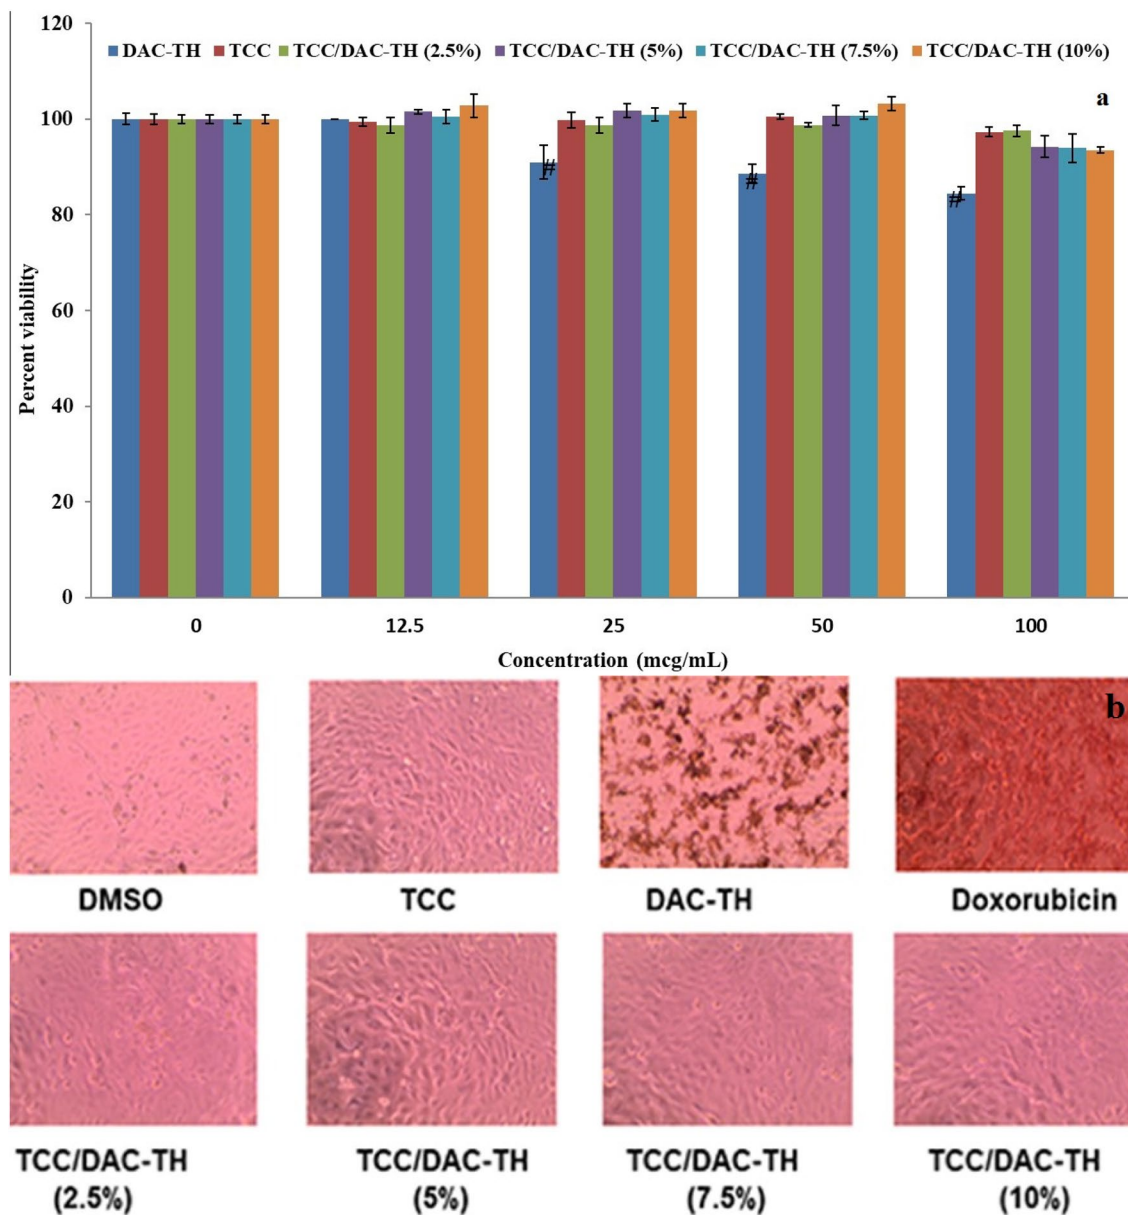 120
DAC-TH TCC TCC/DAC-TH (2.5%) TCC/DAC-TH (5%) TCC/DAC-TH (7.5%) TCC/DAC-TH (10%)
a
100
80
60
40
20
0
Percent viability
# # #
0 12.5 25 50 100
Concentration (mcg/mL)
b
DMSO TCC DAC-TH Doxorubicin
TCC/DAC-TH TCC/DAC-TH TCC/DAC-TH TCC/DAC-TH
(2.5%) (5%) (7.5%) (10%)